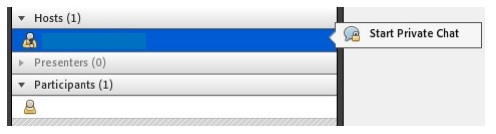 Hosts (1)
Start Private Chat
Presenters (0)
Participants (1)